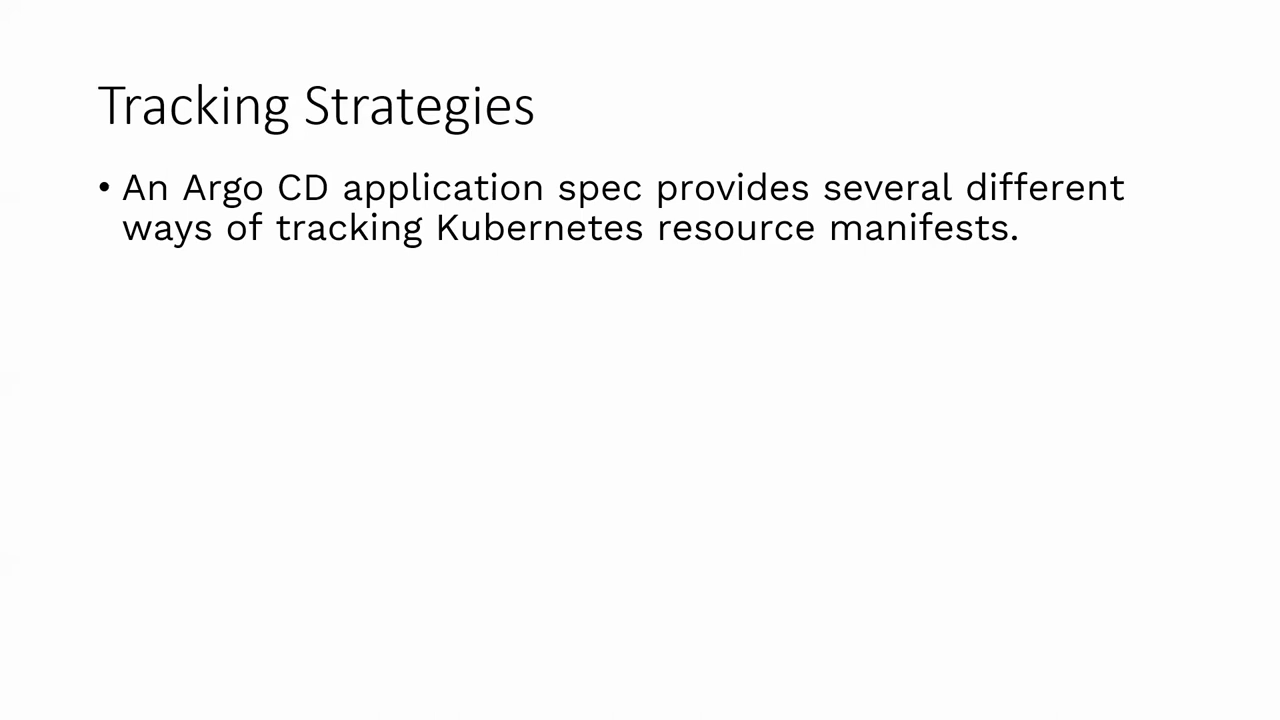 Tracking Strategies
• An Argo CD application spec provides several different
ways of tracking Kubernetes resource manifests.